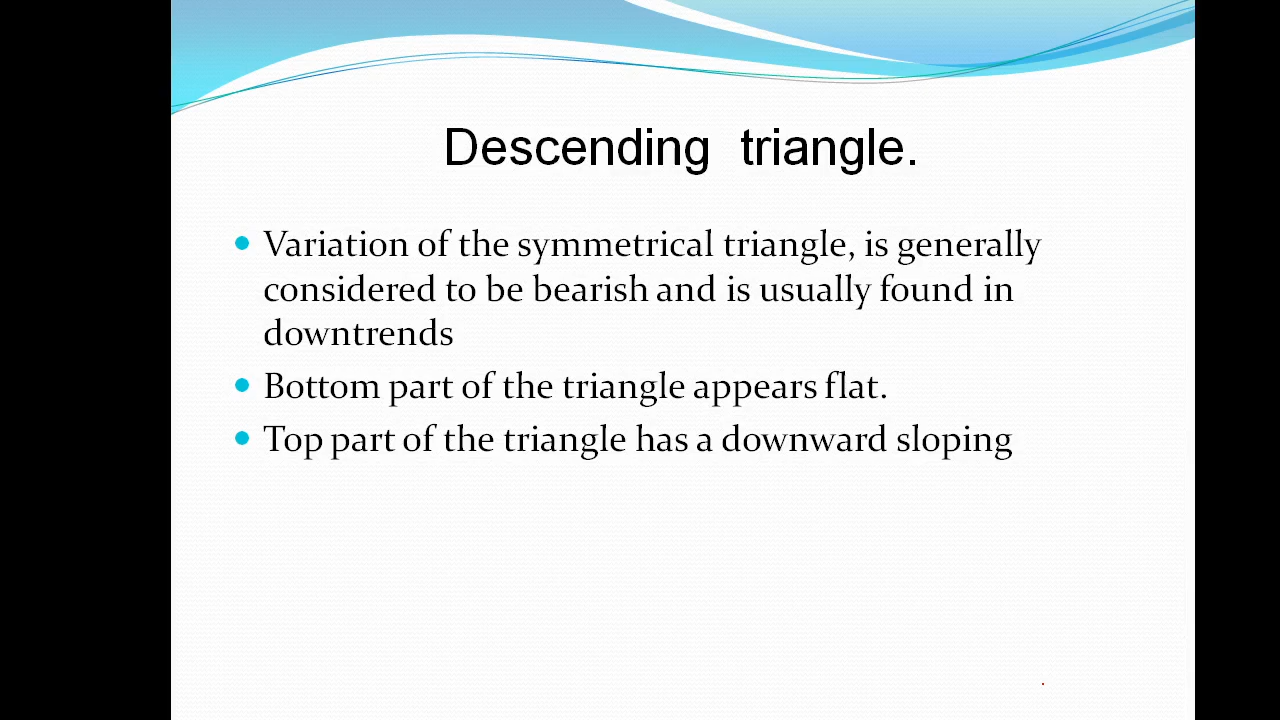 Descending triangle.
• Variation of the symmetrical triangle, is generally
considered to be bearish and is usually found in
downtrends
• Bottom part of the triangle appears flat.
• Top part of the triangle has a downward sloping